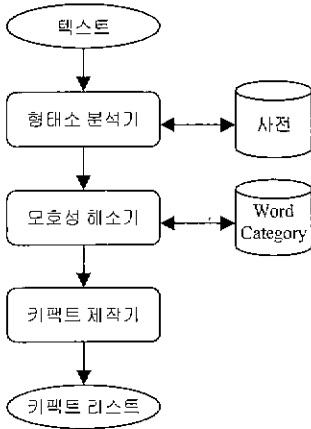 텍스트
형태소 분석기
사전
모호성 해소기
Word
Category
키팩트 제작기
키팩트 리스트